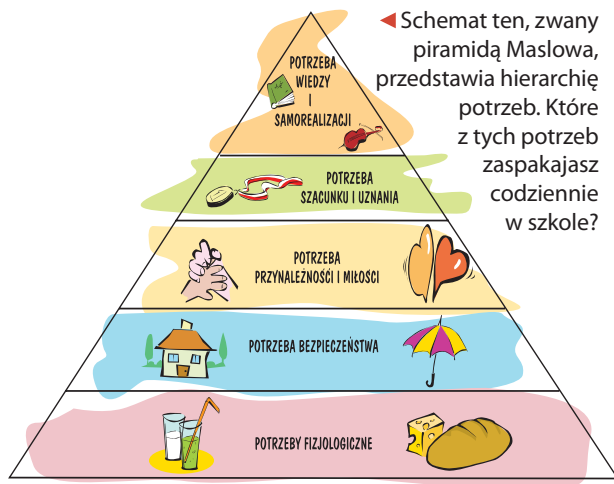 ◀ Schemat ten, zwany
piramidą Maslowa,
przedstawia hierarchię
potrzeb. Które
z tych potrzeb
zaspakajasz
codziennie
w szkole?
POTRZEBA
WIEDZY
I
SAMOREALIZACJI
POTRZEBA
SZACUNKU I UZNANIA
POTRZEBA
PRZYNALEŻNOŚCI I MIŁOŚCI
POTRZEBA BEZPIECZEŃSTWA
POTRZEBY FIZJOLOGICZNE